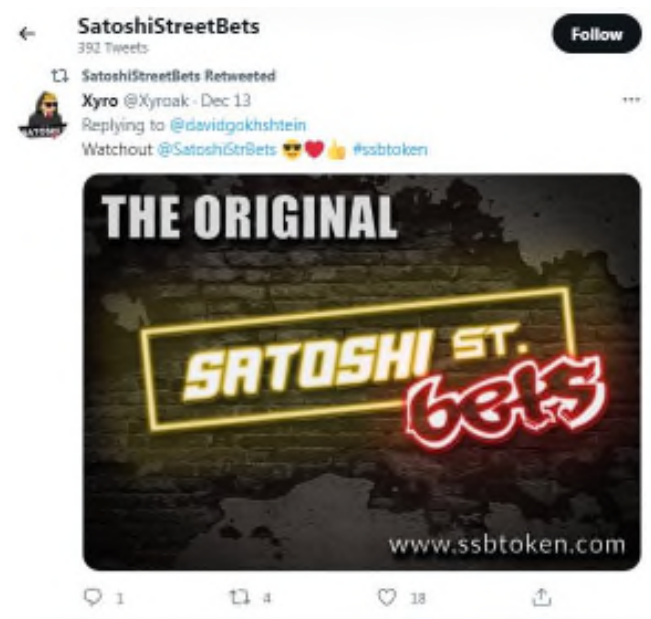 SatoshiStreetBets
392 Tweets
Follow
SatoshiStreetBets Retweeted
Xyro @Xyroak · Dec 13
Replying to @davidgokhshtein
Watchout @SatoshiStrBets 😎❤️👍 #ssbtoken
THE ORIGINAL
SATOSHI ST.
bets
www.ssbtoken.com
1 4 18